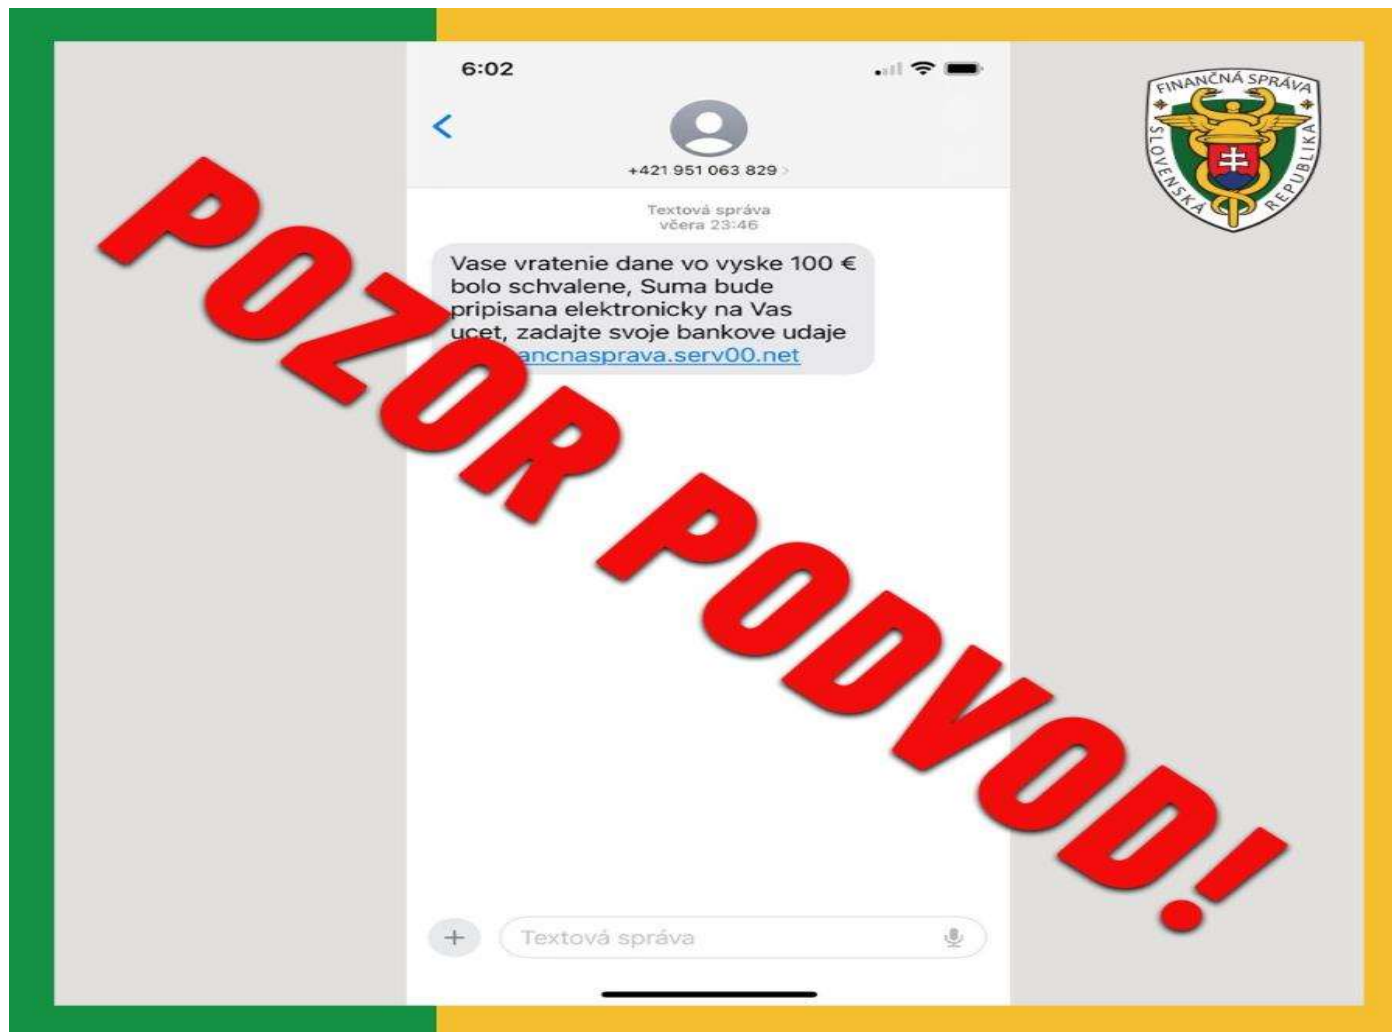 6:02
+421 951 063 829
Textová správa
včera 23:46
Vase vratenie dane vo vyske 100 €
bolo schvalene, Suma bude
pripisana elektronicky na Vas
ucet, zadajte svoje bankove udaje
ancnasprava.serv00.net
POZOR PODVOD!
Textová správa
FINANČNÁ SPRÁVA
SLOVENSKÁ REPUBLIKA